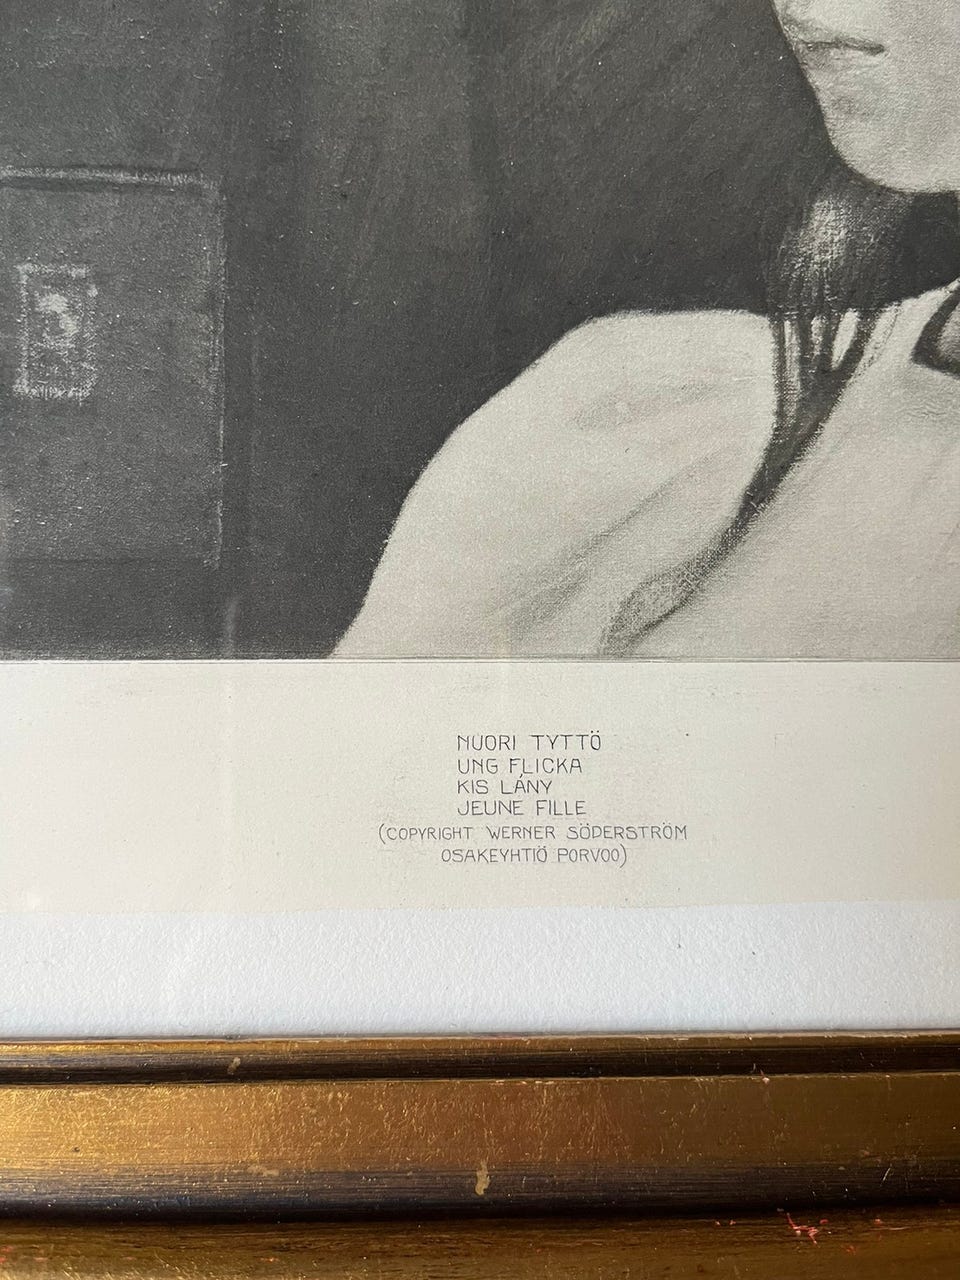 NUORI TYTTÖ
UNG FLICKA
KIS LÁNY
JEUNE FILLE
(COPYRIGHT WERNER SÖDERSTRÖM
OSAKEYHTIÖ PORVOO)